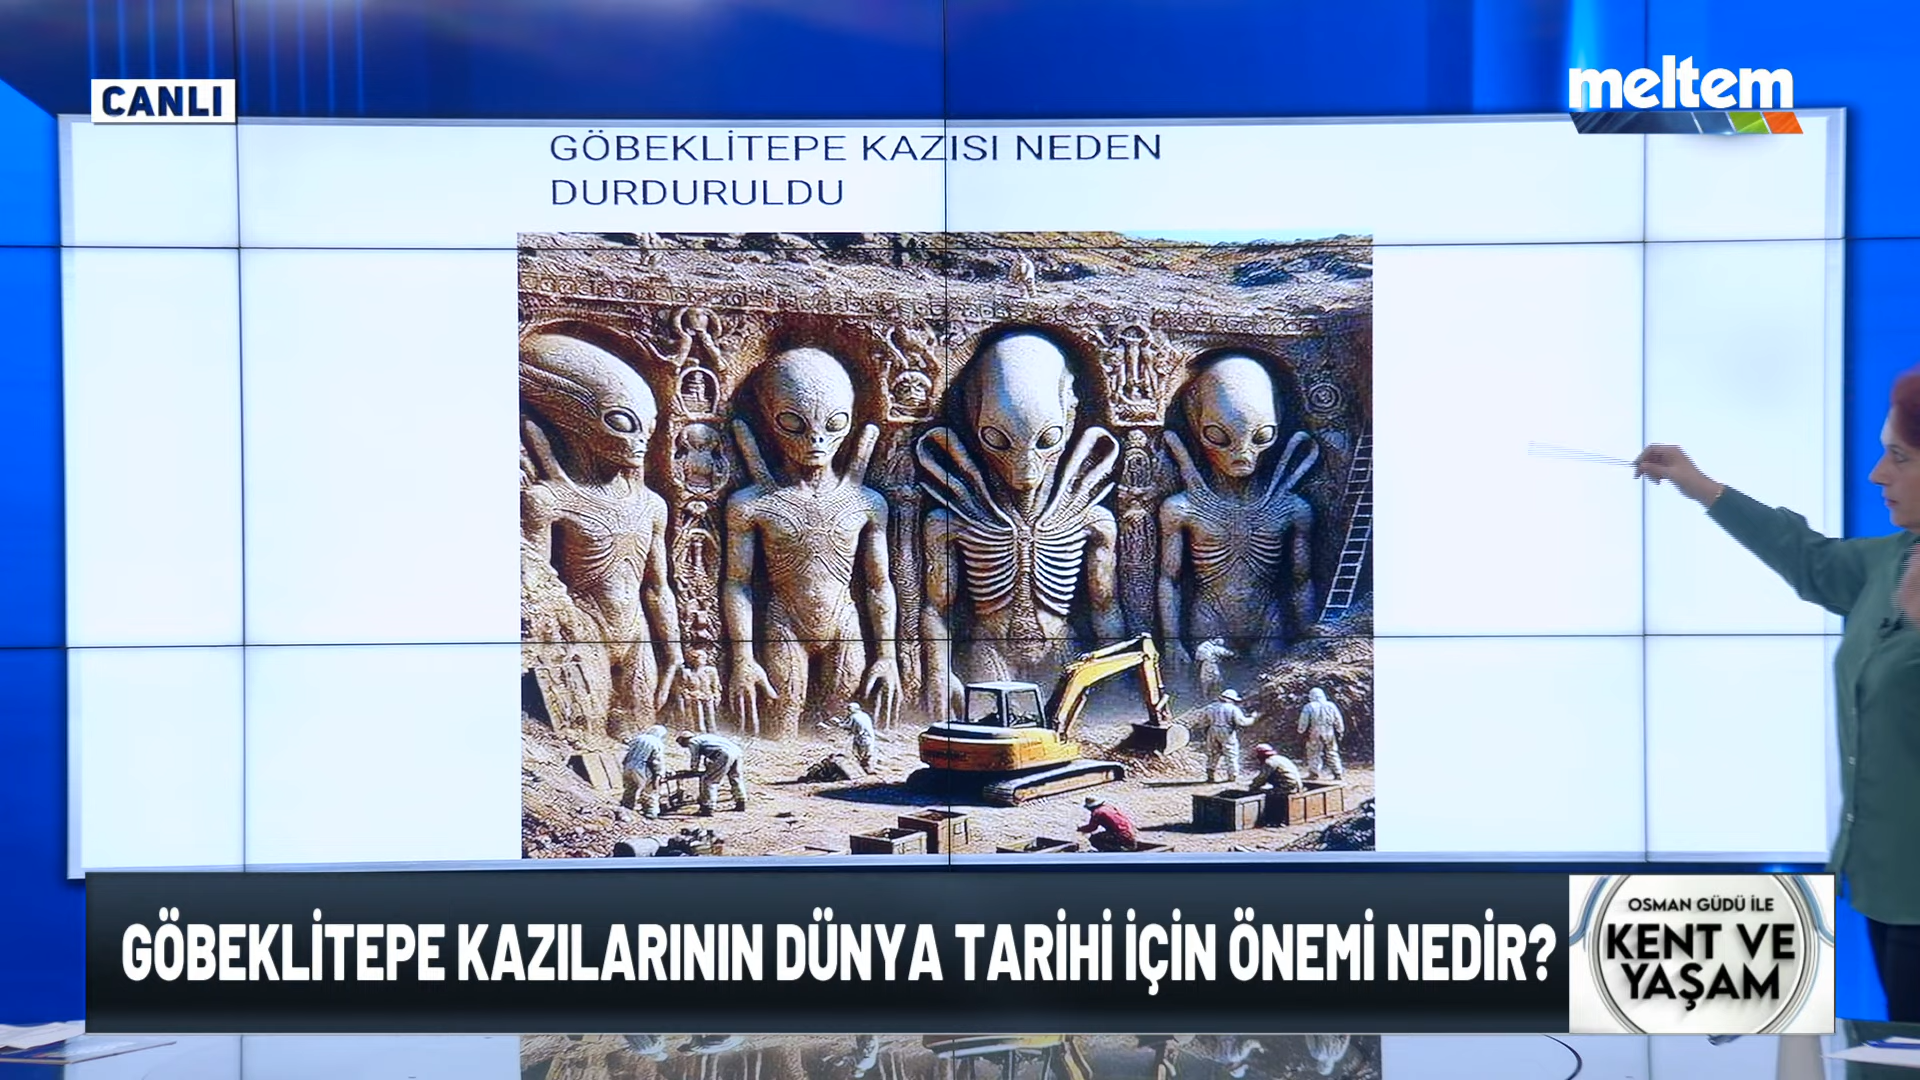 CANLI
meltem
GÖBEKLİTEPE KAZISI NEDEN
DURDURULDU
GÖBEKLİTEPE KAZILARININ DÜNYA TARİHİ İÇİN ÖNEMİ NEDİR?
OSMAN GÜDÜ İLE
KENT VE
YAŞAM